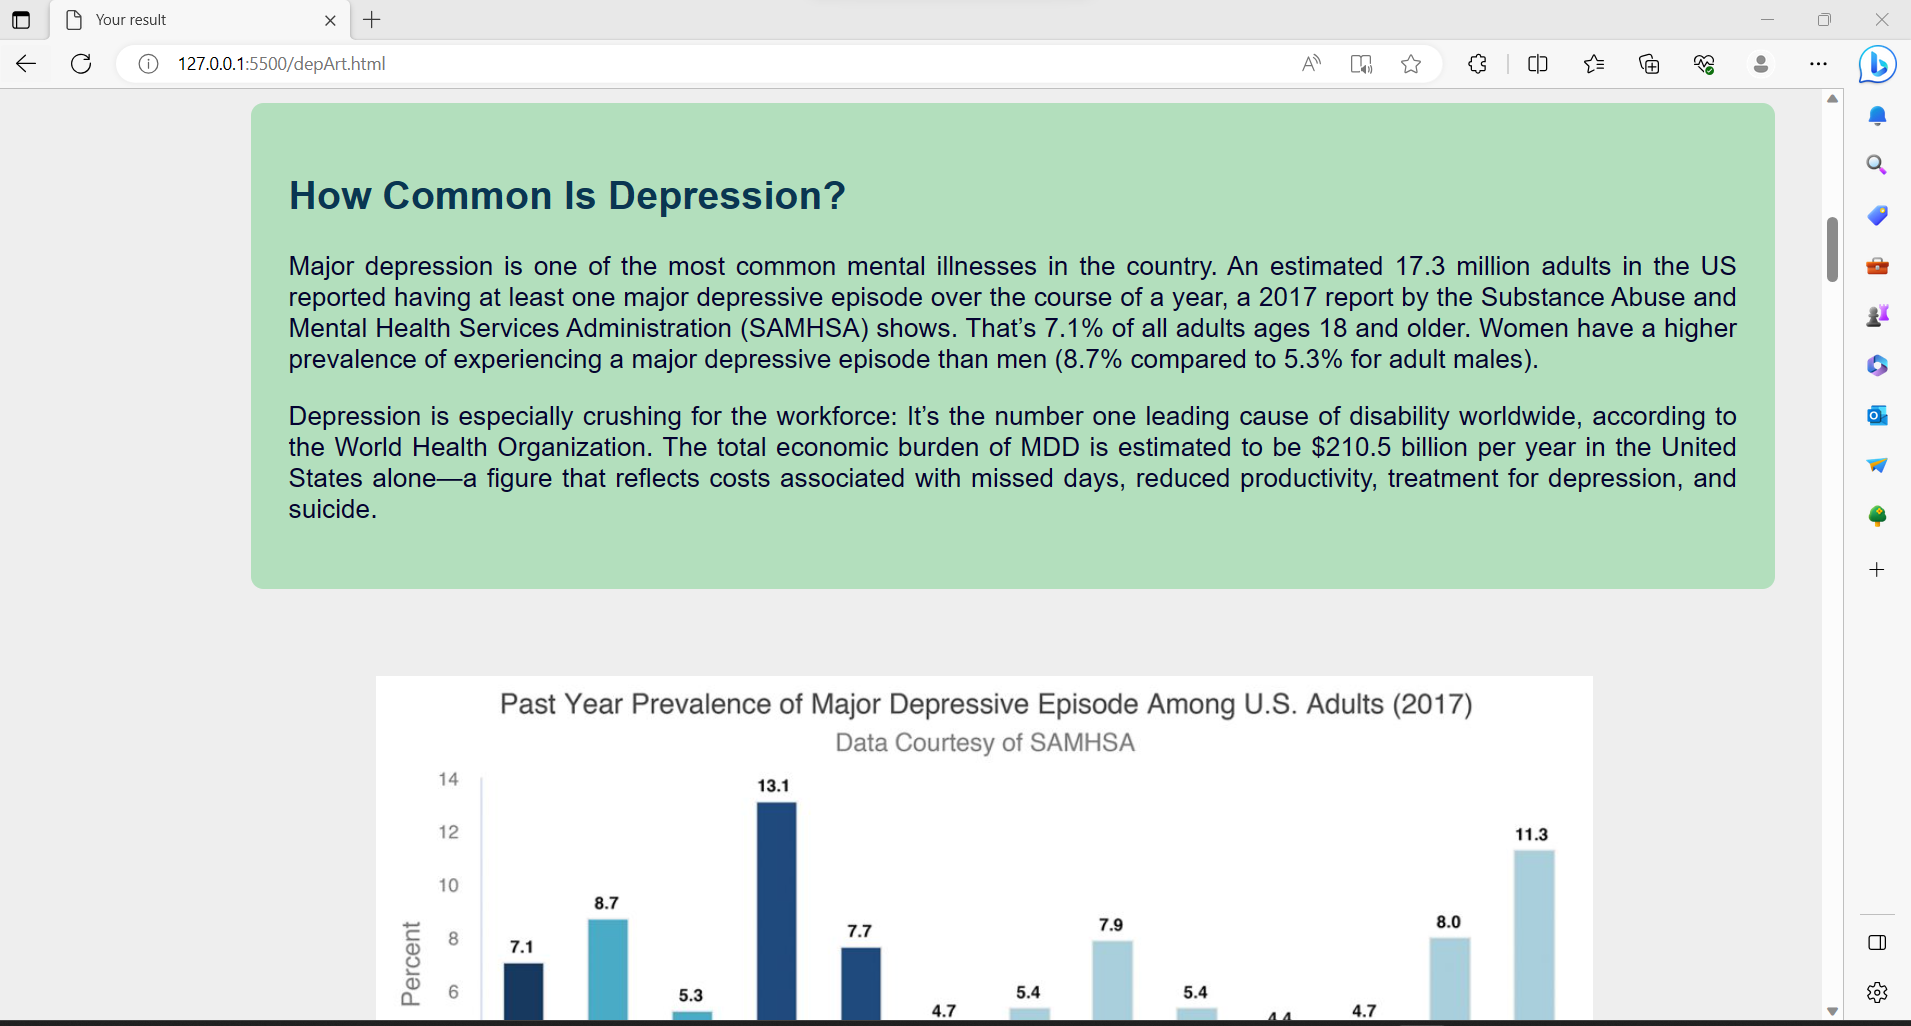 Your result
127.0.0.1:5500/depArt.html
How Common Is Depression?
Major depression is one of the most common mental illnesses in the country. An estimated 17.3 million adults in the US
reported having at least one major depressive episode over the course of a year, a 2017 report by the Substance Abuse and
Mental Health Services Administration (SAMHSA) shows. That’s 7.1% of all adults ages 18 and older. Women have a higher
prevalence of experiencing a major depressive episode than men (8.7% compared to 5.3% for adult males).
Depression is especially crushing for the workforce: It’s the number one leading cause of disability worldwide, according to
the World Health Organization. The total economic burden of MDD is estimated to be $210.5 billion per year in the United
States alone—a figure that reflects costs associated with missed days, reduced productivity, treatment for depression, and
suicide.
Past Year Prevalence of Major Depressive Episode Among U.S. Adults (2017)
Data Courtesy of SAMHSA
14
13.1
12
11.3
10
8.7
8.0
7.9
7.7
8
7.1
Percent
6
5.3
5.4
5.4
4.7
4.7
4.4